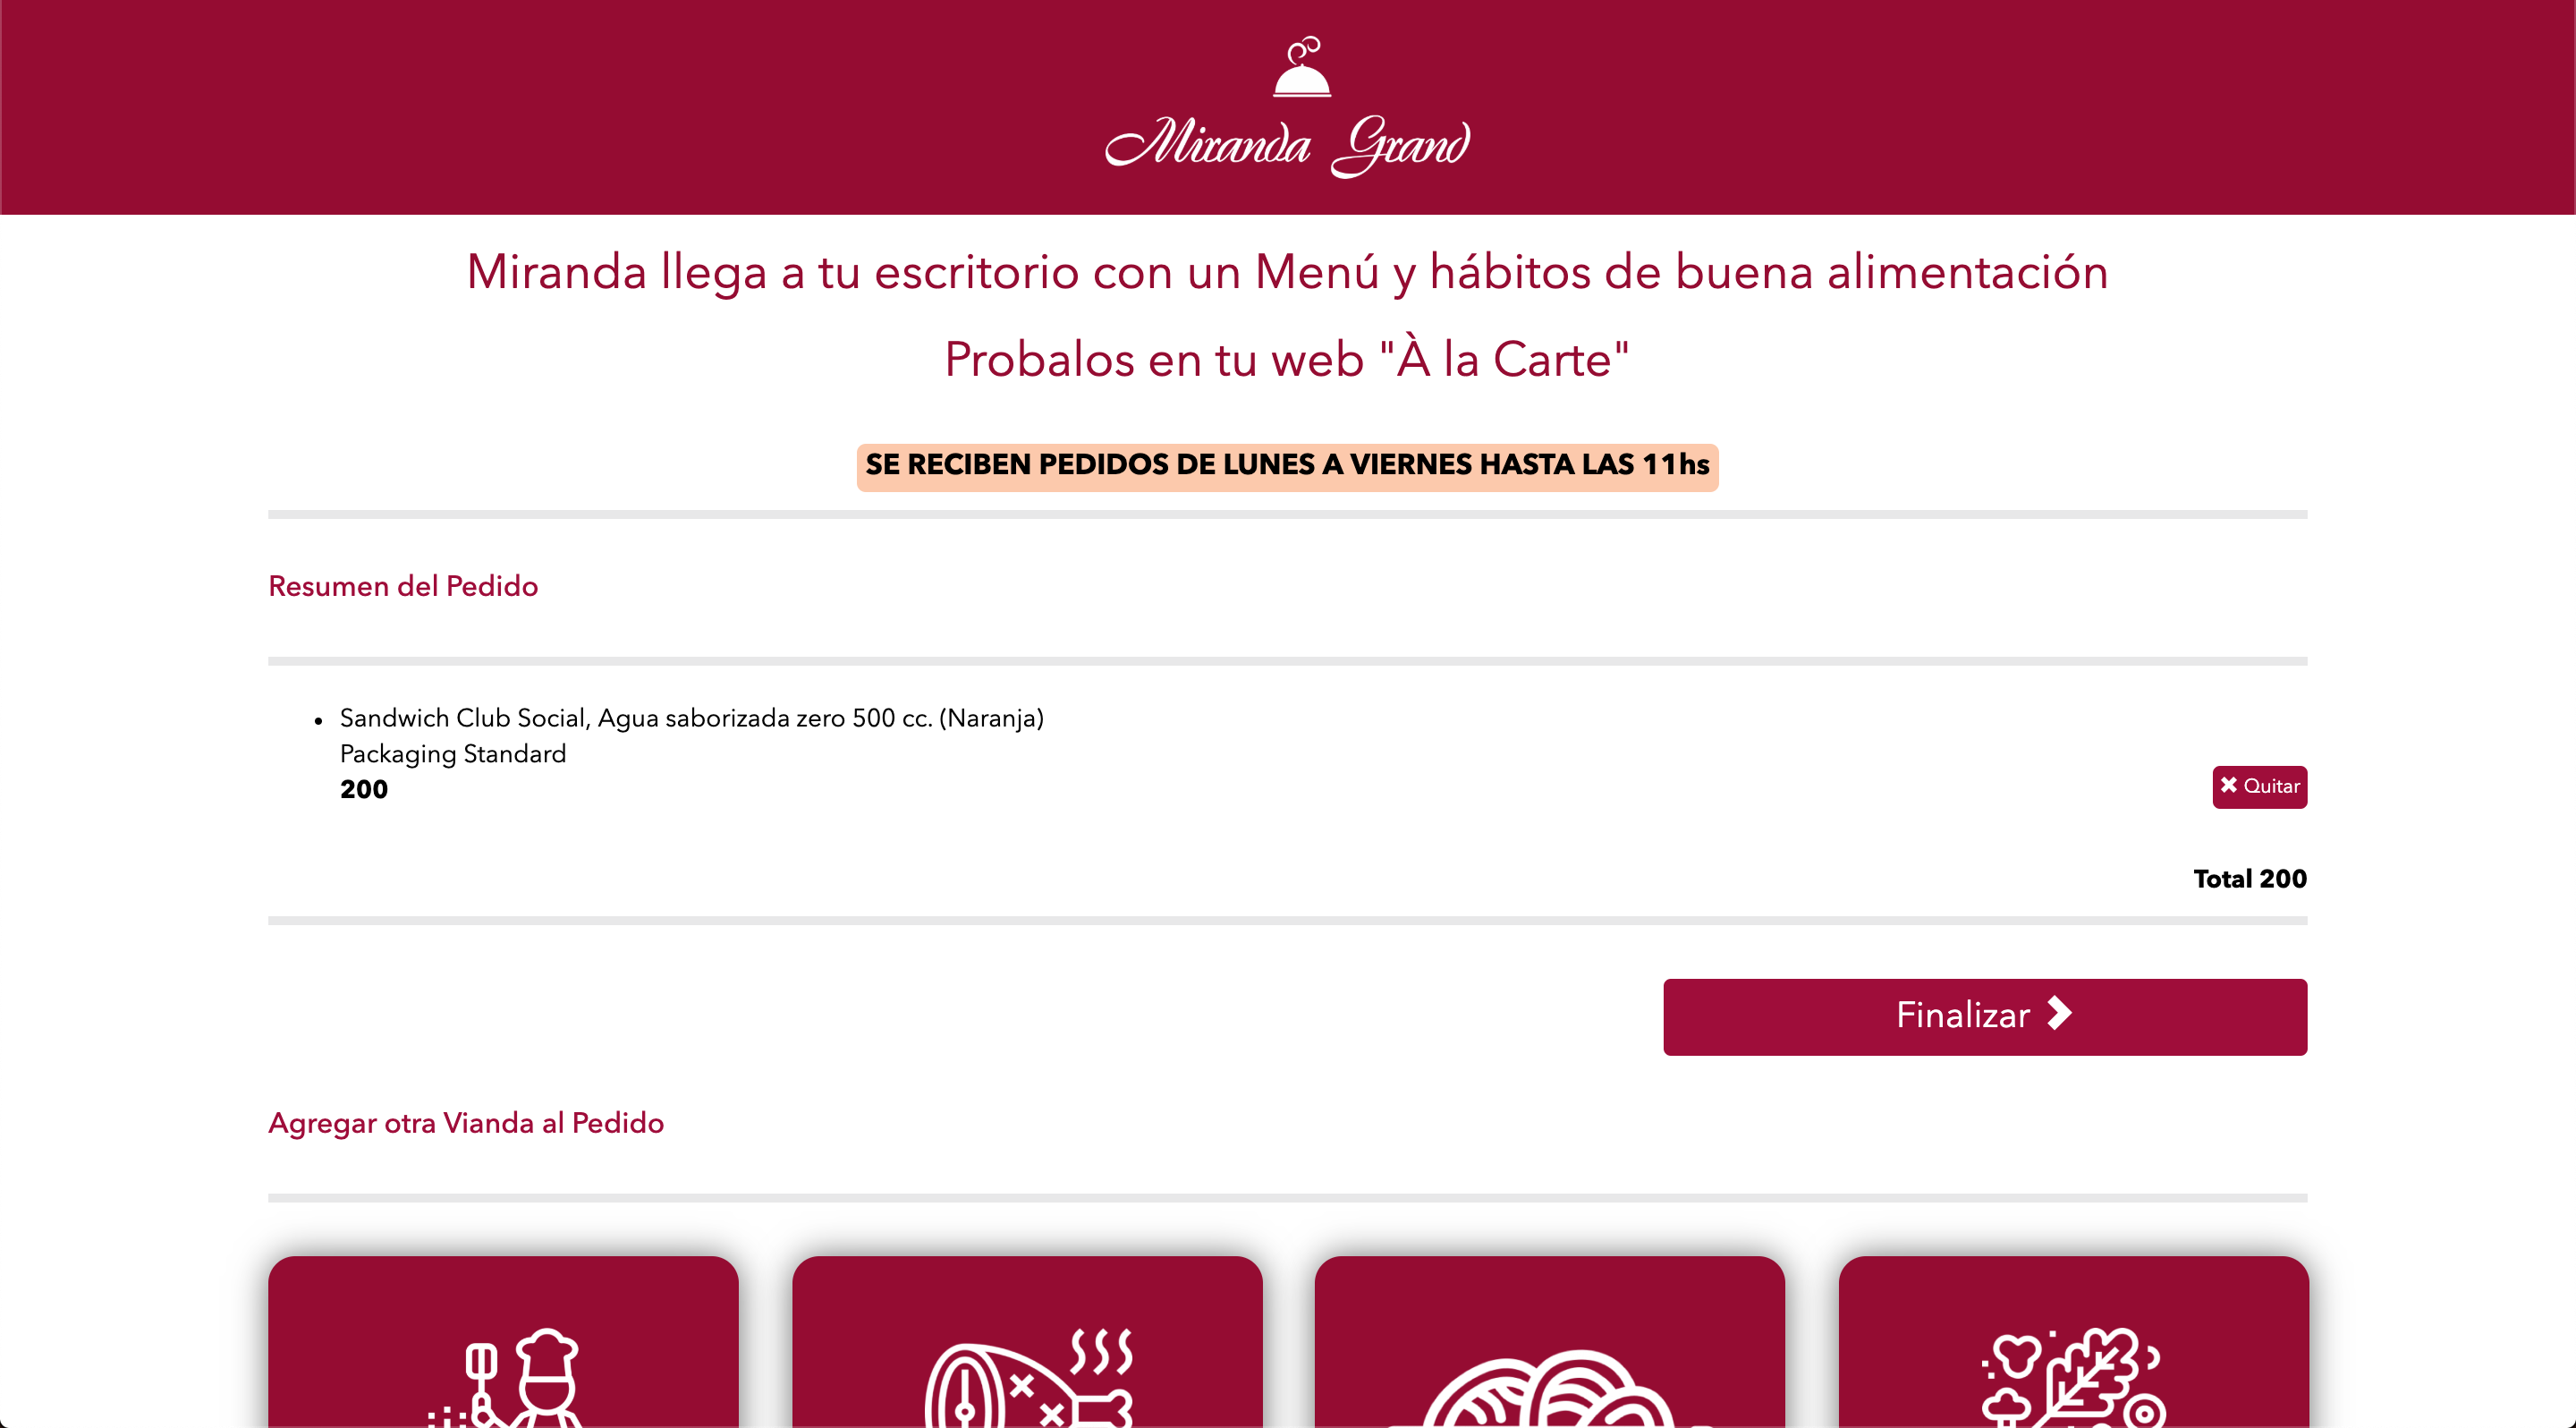 Miranda Grand
Miranda llega a tu escritorio con un Menú y hábitos de buena alimentación
Probalos en tu web "À la Carte"
SE RECIBEN PEDIDOS DE LUNES A VIERNES HASTA LAS 11hs
Resumen del Pedido
Sandwich Club Social, Agua saborizada zero 500 cc. (Naranja)
Packaging Standard
200
Quitar
Total 200
Finalizar
Agregar otra Vianda al Pedido